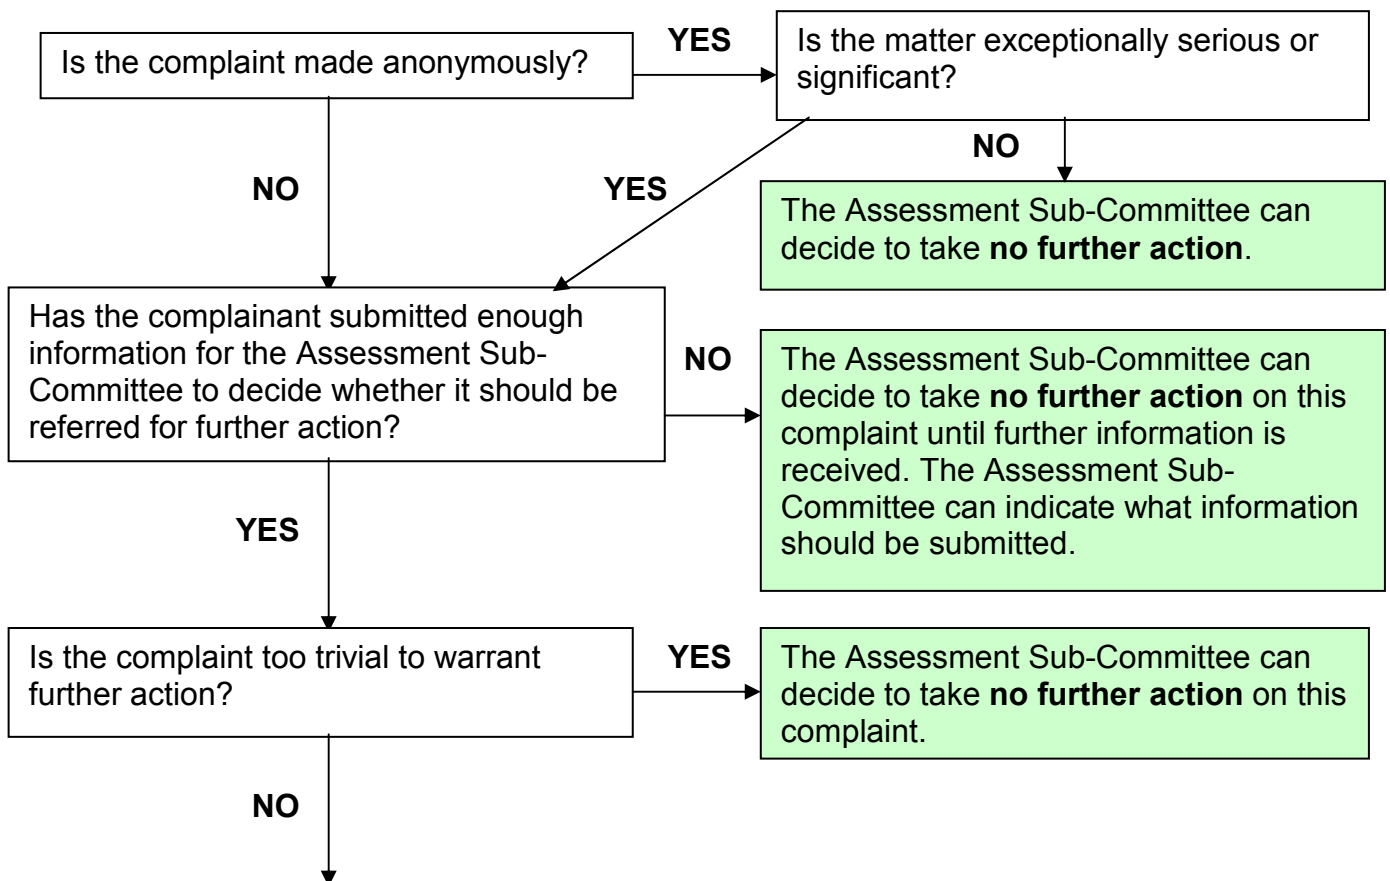 Is the complaint made anonymously?
YES
Is the matter exceptionally serious or
significant?
NO
YES
NO
The Assessment Sub-Committee can
decide to take no further action.
Has the complainant submitted enough
information for the Assessment Sub-
Committee to decide whether it should be
referred for further action?
NO
The Assessment Sub-Committee can
decide to take no further action on this
complaint until further information is
received. The Assessment Sub-
Committee can indicate what information
should be submitted.
YES
Is the complaint too trivial to warrant
further action?
YES
The Assessment Sub-Committee can
decide to take no further action on this
complaint.
NO